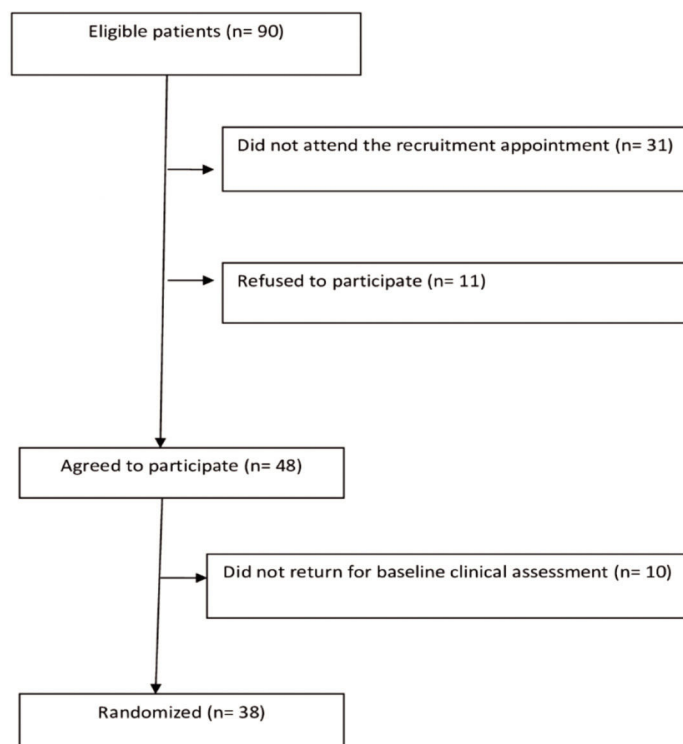 Eligible patients (n= 90)
Did not attend the recruitment appointment (n= 31)
Refused to participate (n= 11)
Agreed to participate (n= 48)
Did not return for baseline clinical assessment (n= 10)
Randomized (n= 38)